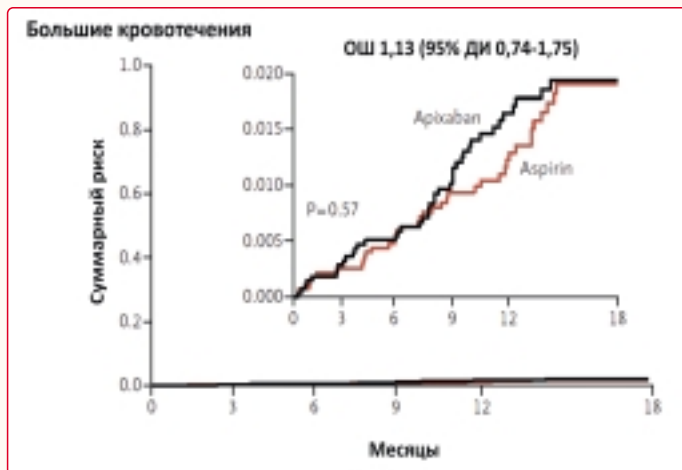 Большие кровотечения
ОШ 1,13 (95% ДИ 0,74-1,75)
Суммарный риск
1.0
0.8
0.6
0.4
0.2
0.0
0.020
0.015
0.010
0.005
0.000
Apixaban
Aspirin
P=0.57
0 3 6 9 12 18
0 3 6 9 12 18
Месяцы